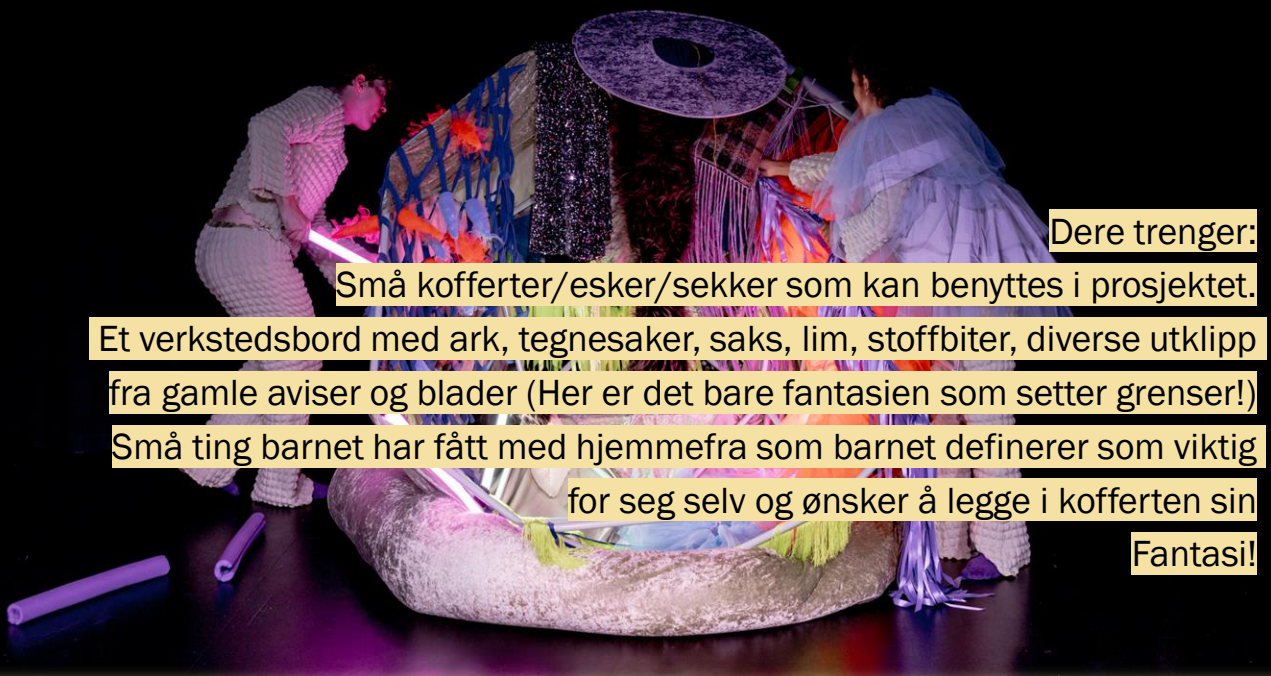 Dere trenger:
Små kofferter/esker/sekker som kan benyttes i prosjektet.
Et verkstedsbord med ark, tegnesaker, saks, lim, stoffbiter, diverse utklipp
fra gamle aviser og blader (Her er det bare fantasien som setter grenser!)
Små ting barnet har fått med hjemmefra som barnet definerer som viktig
for seg selv og ønsker å legge i kofferten sin
Fantasi!